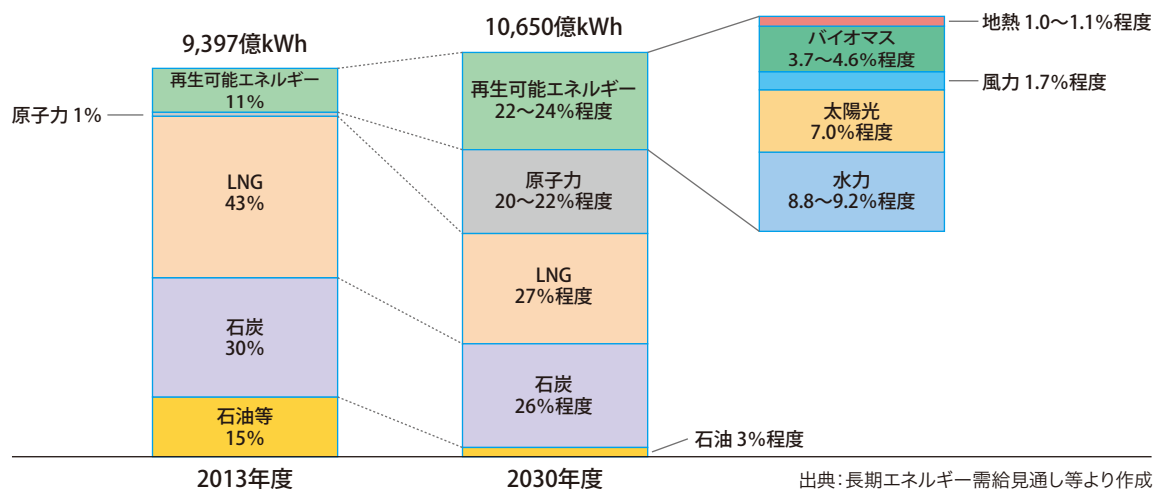 9,397億kWh
再生可能エネルギー
11%
原子力 1%
LNG
43%
石炭
30%
石油等
15%
2013年度
10,650億kWh
再生可能エネルギー
22〜24%程度
原子力
20〜22%程度
LNG
27%程度
石炭
26%程度
石油 3%程度
2030年度
地熱 1.0〜1.1%程度
バイオマス
3.7〜4.6%程度
風力 1.7%程度
太陽光
7.0%程度
水力
8.8〜9.2%程度
出典：長期エネルギー需給見通し等より作成